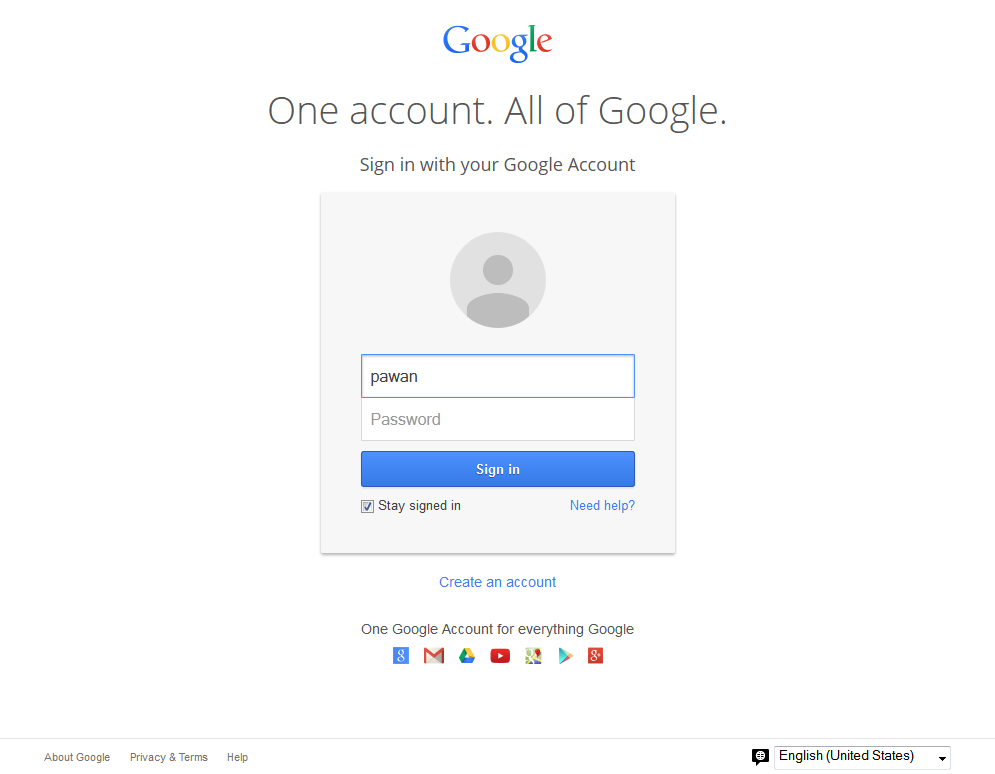 Google
One account. All of Google.
Sign in with your Google Account
pawan
Password
Sign in
Stay signed in Need help?
Create an account
One Google Account for everything Google
8 g+
About Google Privacy & Terms Help English (United States)